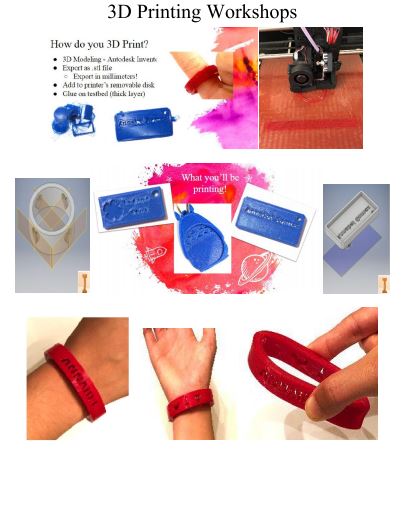 3D Printing Workshops
How do you 3D Print?
● 3D Modeling - Autodesk Invento
● Export as .stl file
○ Export in millimeters!
● Add to printer's removable disk
● Glue on testbed (thick layer)
What you'll be
printing!